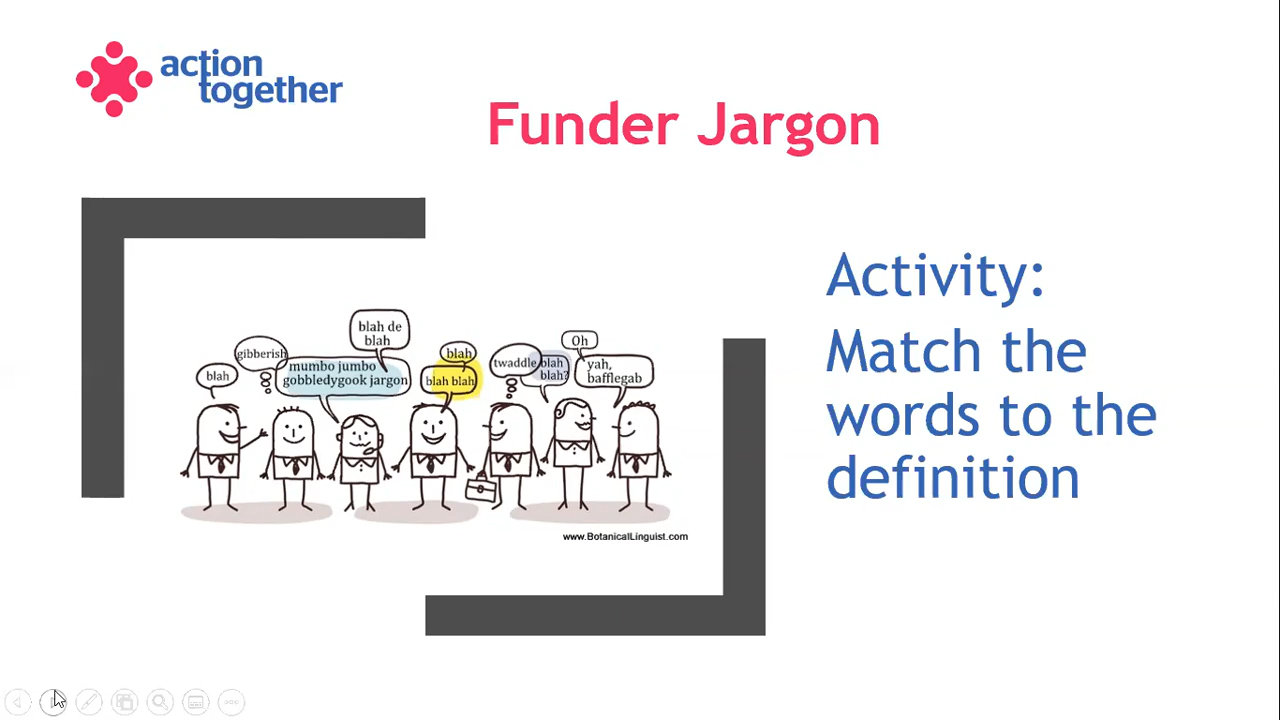 action
together
Funder Jargon
Activity:
Match the
words to the
definition
blah
gibberish
mumbo jumbo
gobbledygook jargon
blah de
blah
blah
blah blah
twaddle
blah
blah?
Oh
yah,
bafflegab
www.BotanicalLinguist.com